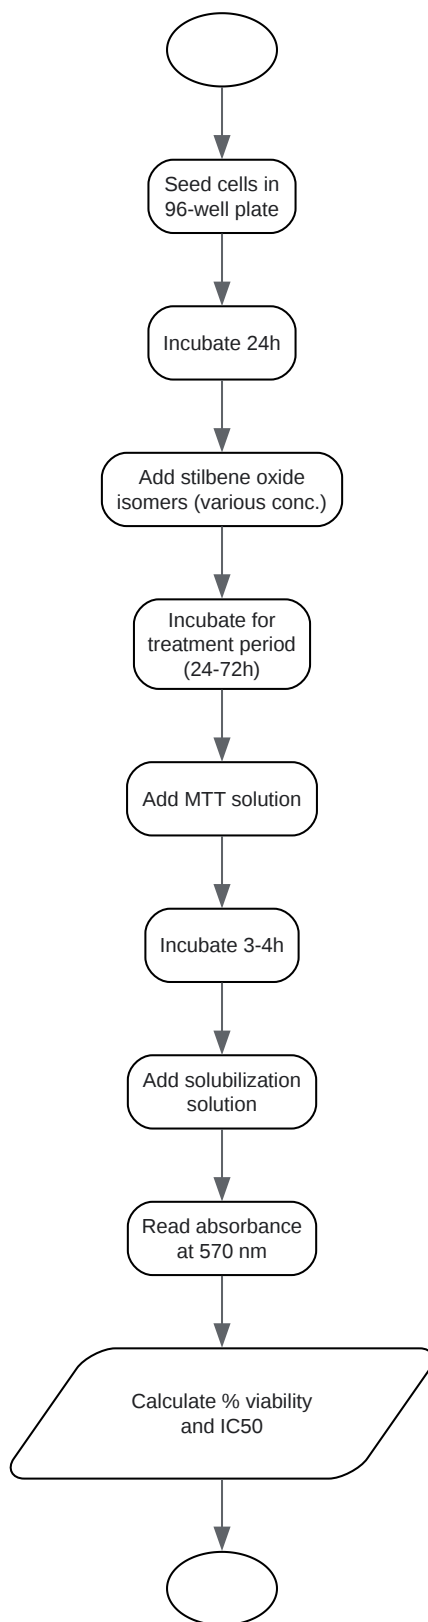 Seed cells in
96-well plate
Incubate 24h
Add stilbene oxide
isomers (various conc.)
Incubate for
treatment period
(24-72h)
Add MTT solution
Incubate 3-4h
Add solubilization
solution
Read absorbance
at 570 nm
Calculate % viability
and IC50